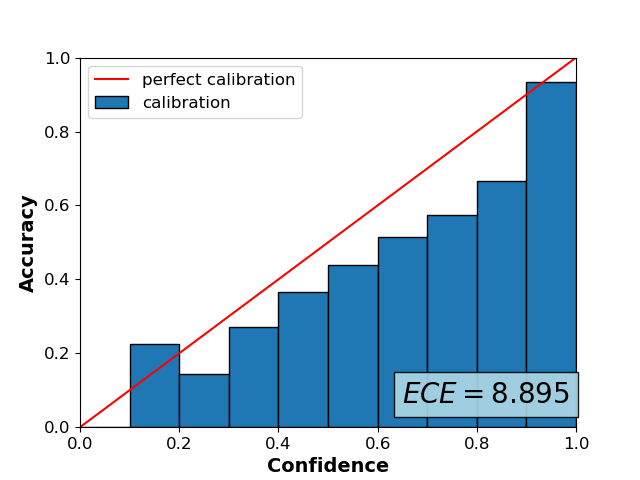 perfect calibration
calibration
1.0
0.8
0.6
0.4
0.2
0.0
Accuracy
ECE = 8.895
0.0 0.2 0.4 0.6 0.8 1.0
Confidence